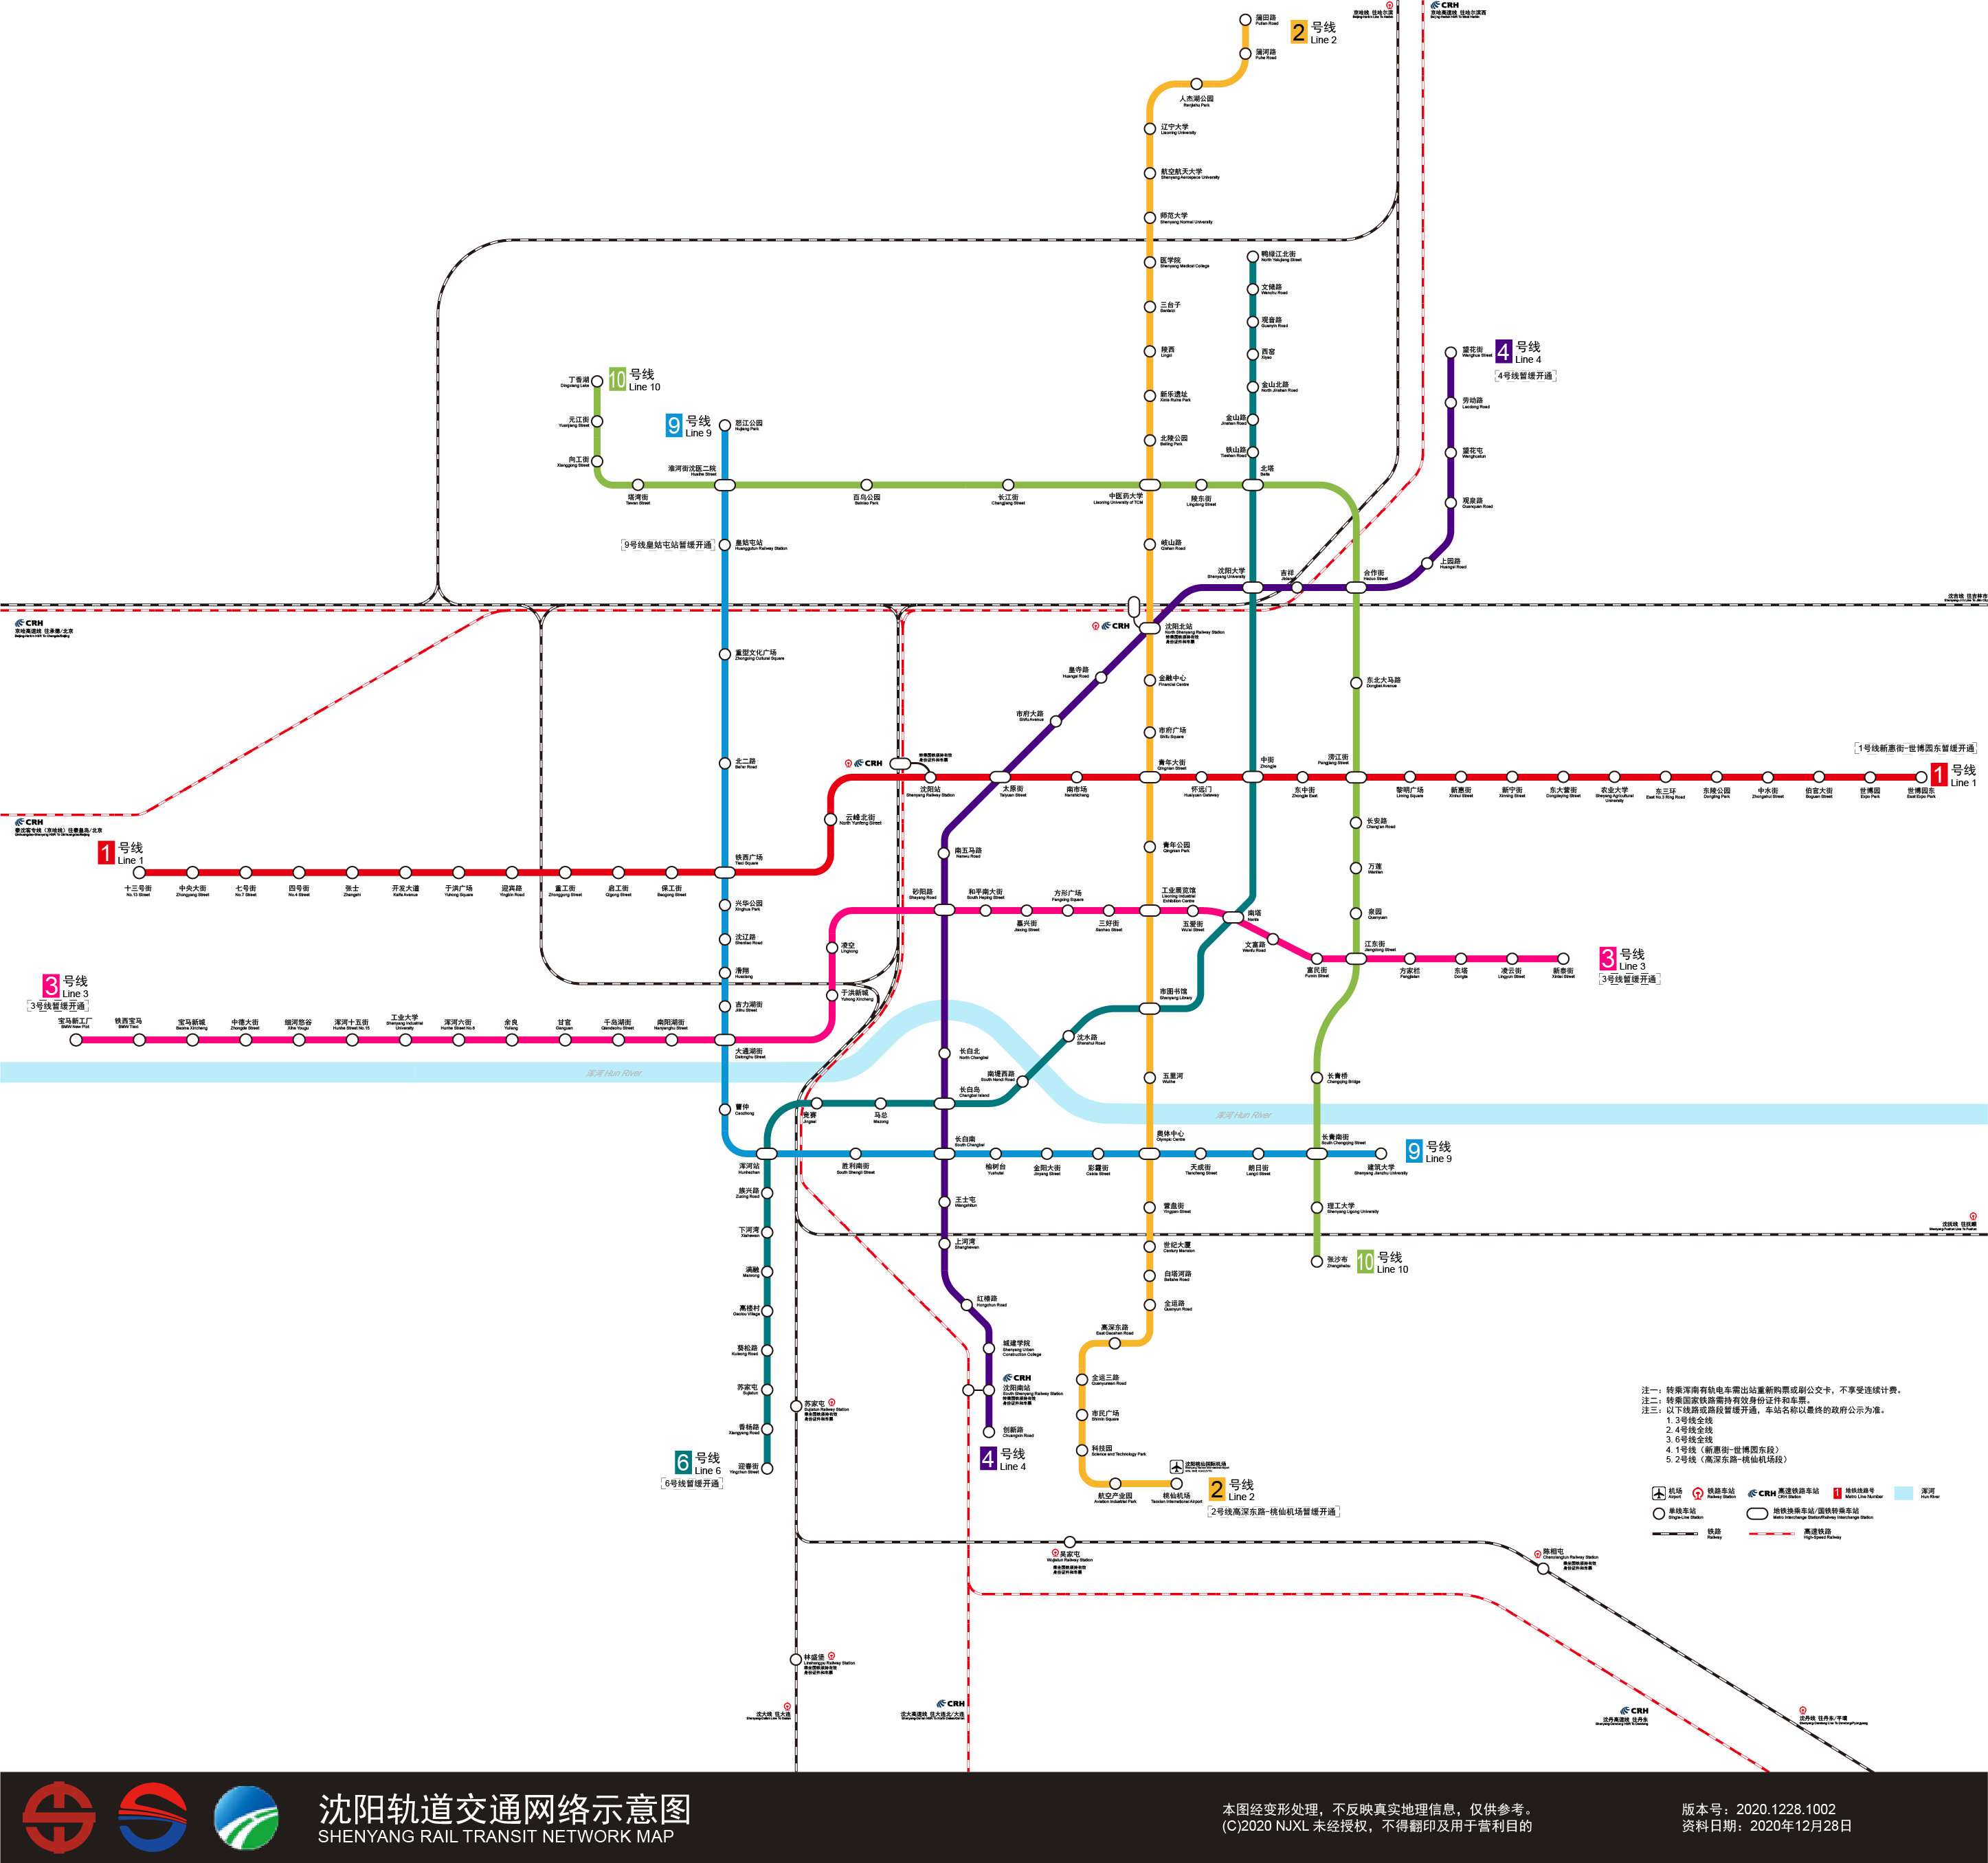 蒲田路
Putian Road
2 号线
Line 2
蒲河路
Puhe Road
人杰湖公园
Renjiehu Park
辽宁大学
Liaoning University
航空航天大学
Shenyang Aerospace University
师范大学
Shenyang Normal University
医学院
Shenyang Medical College
三台子
Santaizi
陵西
Lingxi
新乐遗址
Xinle Ruins Park
北陵公园
Beiling Park
中医药大学
Liaoning University of TCM
岐山路
Qishan Road
沈阳北站
North Shenyang Railway Station
金融中心
Financial Centre
市府广场
Shifu Square
青年大街
Qingnian Street
青年公园
Qingnian Park
工业展览馆
Liaoning Industrial
Exhibition Centre
市图书馆
Shenyang Library
五里河
Wulihe
奥体中心
Olympic Centre
营盘街
Yingpan Street
世纪大厦
Century Mansion
白塔河路
Baitahe Road
全运路
Quanyun Road
高深东路
East Gaoshen Road
全运三路
市民广场
Shimin Square
科技园
Science and Technology Park
航空产业园
Aviation Industrial Park
桃仙机场
Taoxian International Airport
沈阳桃仙国际机场
2 号线
Line 2
2号线高深东路-桃仙机场暂缓开通
京哈线 往哈尔滨
CRH
京哈高速线 往哈尔滨西
鸭绿江北街
North Yalujiang Street
文储路
Wenchu Road
观音路
Guanyin Road
西窑
Xiyao
金山北路
North Jinshan Road
金山路
Jinshan Road
铁山路
Tieshan Road
北塔
Beita
沈阳大学
Shenyang University
中街
Zhongjie
南塔
Nanta
沈水路
Shenshui Road
南堤西路
长白岛
Changbai Island
马总
Mazong
竞赛
Jingsai
浑河站
Hunhezhan
族兴路
Zuxing Road
下河湾
Xiahewan
满融
Manrong
高楼村
Gaolou Village
葵松路
Kuisong Road
苏家屯
Sujiatun
香杨路
Xiangyang Road
迎春街
Yingchun Street
6 号线
Line 6
6号线暂缓开通
望花街
Wanghua Street
4 号线
Line 4
4号线暂缓开通
劳动路
Laodong Road
望花屯
Wanghuatun
观泉路
Guanquan Road
上园路
合作街
Hezuo Street
吉祥
Jixiang
皇寺路
Huangsi Road
市府大路
Shifu Avenue
太原街
Taiyuan Street
南五马路
Nanwu Road
砂阳路
Shayang Road
长白北
North Changbai
长白南
South Changbai
王士屯
Wangshitun
上河湾
Shanghewan
红椿路
Hongchun Road
城建学院
Shenyang Urban
Construction College
CRH
沈阳南站
South Shenyang Railway Station
创新路
Chuangxin Road
4 号线
Line 4
丁香湖
Dingxiang Lake
10 号线
Line 10
元江街
Yuanjiang Street
向工街
Xianggong Street
塔湾街
Tawan Street
淮河街沈医二院
Huaihe Street
百鸟公园
Bainiao Park
长江街
Changjiang Street
陵东街
Lingdong Street
东北大马路
Dongbei Avenue
滂江街
Pangjiang Street
长安路
Chang'an Road
万莲
Wanlian
泉园
Quanyuan
江东街
Jiangdong Street
长青桥
Changqing Bridge
长青南街
South Changqing Street
理工大学
Shenyang Ligong University
张沙布
Zhangshabu
10 号线
Line 10
9 号线
Line 9
怒江公园
Nujiang Park
9号线皇姑屯站暂缓开通
皇姑屯站
Huanggutun Railway Station
重型文化广场
Zhongxing Cultural Square
北二路
Bei'er Road
铁西广场
Tiexi Square
兴华公园
Xinghua Park
沈辽路
Shenliao Road
滑翔
Huaxiang
吉力湖街
Jilihu Street
大通湖街
Datonghu Street
曹仲
Caozhong
胜利南街
South Shengli Street
榆树台
Yushutai
金阳大街
Jinyang Street
彩霞街
Caixia Street
天成街
Tiancheng Street
朗日街
Langri Street
建筑大学
Shenyang Jianzhu University
9 号线
Line 9
1 号线
Line 1
十三号街
No.13 Street
中央大街
Zhongyang Street
七号街
No.7 Street
四号街
No.4 Street
张士
Zhangshi
开发大道
Kaifa Avenue
于洪广场
Yuhong Square
迎宾路
Yingbin Road
重工街
Zhonggong Street
启工街
Qigong Street
保工街
Baogong Street
云峰北街
North Yunfeng Street
沈阳站
Shenyang Railway Station
CRH
南市场
Nanshichang
怀远门
Huaiyuan Gateway
东中街
Zhongjie East
黎明广场
Liming Square
新惠街
Xinhui Street
新宁街
Xinning Street
东大营街
Dongdaying Street
农业大学
Shenyang Agricultural
University
东三环
East No.3 Ring Road
东陵公园
Dongling Park
中水街
Zhongshui Street
伯官大街
Boguan Street
世博园
Expo Park
世博园东
East Expo Park
1 号线
Line 1
1号线新惠街-世博园东暂缓开通
3 号线
Line 3
3号线暂缓开通
宝马新工厂
BMW New Plot
铁西宝马
BMW Tiexi
宝马新城
Baoma Xincheng
中德大街
Zhongde Street
细河悠谷
Xihe Yougu
浑河十五街
Hunhe Street No.15
工业大学
Shenyang Industrial
University
浑河六街
Hunhe Street No.6
余良
Yuliang
甘官
Ganguan
千岛湖街
Qiandaohu Street
南阳湖街
Nanyanghu Street
于洪新城
Yuhong Xincheng
凌空
Lingkong
和平南大街
South Heping Street
嘉兴街
Jiaxing Street
方形广场
Fangxing Square
三好街
Sanhao Street
五爱街
Wu'ai Street
文富路
Wenfu Road
富民街
Fumin Street
方家栏
Fangjialan
东塔
Dongta
凌云街
Lingyun Street
新泰街
Xintai Street
3 号线
Line 3
3号线暂缓开通
浑河 Hun River
浑河 Hun River
CRH
京哈高速线 往承德/北京
CRH
秦沈客专线（京哈线）往秦皇岛/北京
沈吉线 往吉林市
沈抚线 往抚顺
苏家屯
Sujiatun Railway Station
吴家屯
Wujiatun Railway Station
陈相屯
Chenxiangtun Railway Station
林盛堡
Linshengpu Railway Station
沈大线 往大连
CRH
沈大高速线 往大连北/大连
CRH
沈丹高速线 往丹东
沈丹线 往丹东/平壤
注一：转乘浑南有轨电车需出站重新购票或刷公交卡，不享受连续计费。
注二：转乘国家铁路需持有效身份证件和车票。
注三：以下线路或路段暂缓开通，车站名称以最终的政府公示为准。
1. 3号线全线
2. 4号线全线
3. 6号线全线
4. 1号线（新惠街-世博园东段）
5. 2号线（高深东路-桃仙机场段）
机场
Airport
铁路车站
Railway Station
CRH 高速铁路车站
CRH Station
1 地铁线路号
Metro Line Number
浑河
Hun River
单线车站
Single-Line Station
地铁换乘车站/国铁转乘车站
Metro Interchange Station/Railway Interchange Station
铁路
Railway
高速铁路
High-Speed Railway
沈阳轨道交通网络示意图
SHENYANG RAIL TRANSIT NETWORK MAP
本图经变形处理，不反映真实地理信息，仅供参考。
(C)2020 NJXL 未经授权，不得翻印及用于营利目的
版本号：2020.1228.1002
资料日期：2020年12月28日